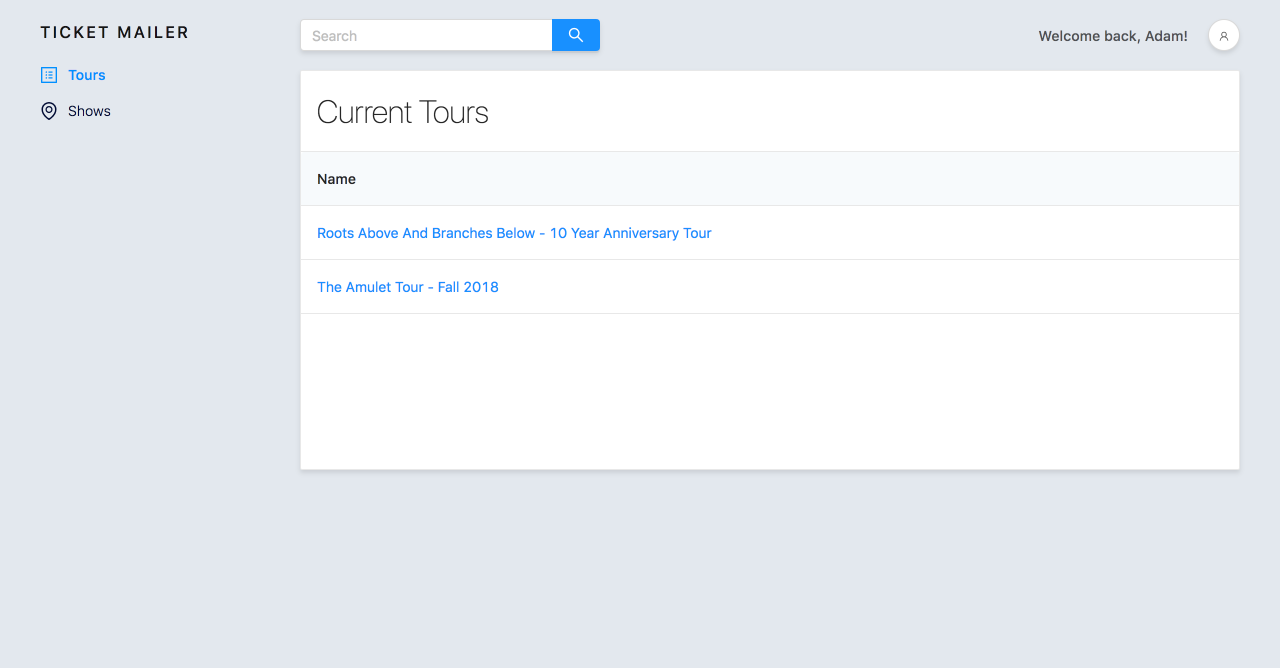 TICKET MAILER
Tours
Shows
Search
Welcome back, Adam!
Current Tours
Name
Roots Above And Branches Below - 10 Year Anniversary Tour
The Amulet Tour - Fall 2018